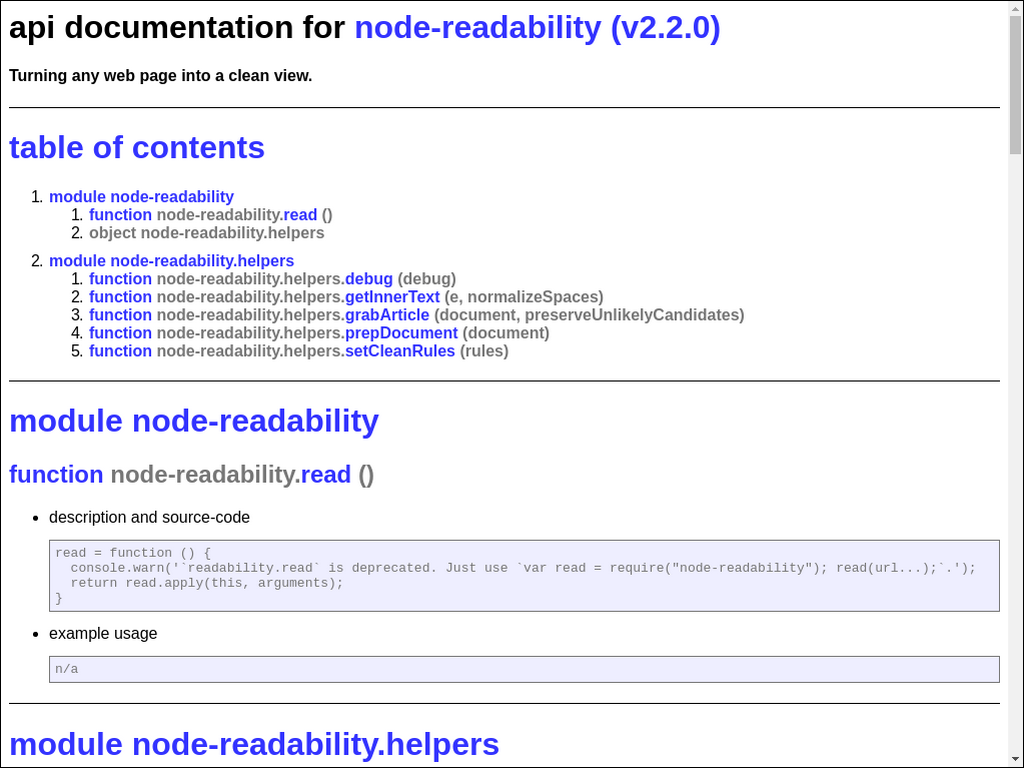 api documentation for node-readability (v2.2.0)
Turning any web page into a clean view.
table of contents
1. module node-readability
1. function node-readability.read ()
2. object node-readability.helpers
2. module node-readability.helpers
1. function node-readability.helpers.debug (debug)
2. function node-readability.helpers.getInnerText (e, normalizeSpaces)
3. function node-readability.helpers.grabArticle (document, preserveUnlikelyCandidates)
4. function node-readability.helpers.prepDocument (document)
5. function node-readability.helpers.setCleanRules (rules)
module node-readability
function node-readability.read ()
• description and source-code
read = function () {
  console.warn('`readability.read` is deprecated. Just use `var read = require("node-readability"); read(url...);`.');
  return read.apply(this, arguments);
}
• example usage
n/a
module node-readability.helpers